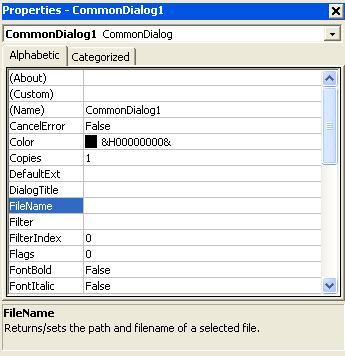 Properties - CommonDialog1
CommonDialog1 CommonDialog
Alphabetic Categorized
(About)
(Custom)
(Name) CommonDialog1
CancelError False
Color &H00000000&
Copies 1
DefaultExt
DialogTitle
FileName
Filter
FilterIndex 0
Flags 0
FontBold False
FontItalic False
FileName
Returns/sets the path and filename of a selected file.